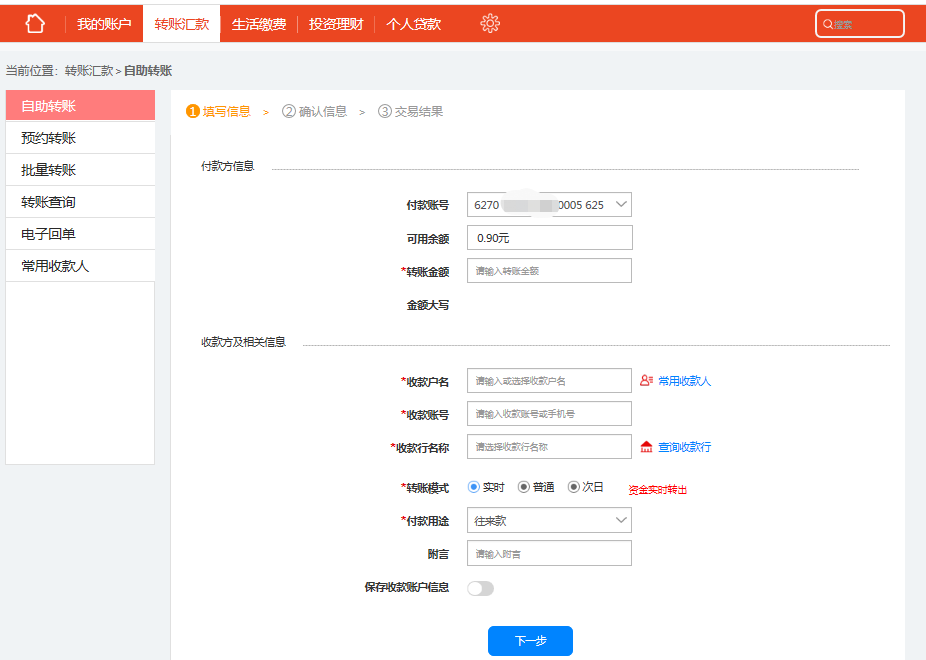 我的账户 转账汇款 生活缴费 投资理财 个人贷款 搜索
当前位置: 转账汇款 > 自助转账
自助转账
预约转账
批量转账
转账查询
电子回单
常用收款人
1 填写信息 > 2 确认信息 > 3 交易结果
付款方信息
付款账号 6270 0005 625
可用余额 0.90元
*转账金额 请输入转账金额
金额大写
收款方及相关信息
*收款户名 请输入或选择收款户名 常用收款人
*收款账号 请输入收款账号或手机号
*收款行名称 请选择收款行名称 查询收款行
*转账模式 实时 普通 次日 资金实时转出
*付款用途 往来款
附言 请输入附言
保存收款账户信息
下一步